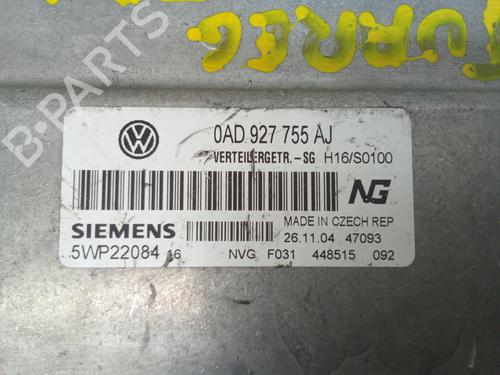 TUAREG
0AD 927 755 AJ
VERTEILERGETR.-SG H16/S0100
NG
SIEMENS
MADE IN CZECH REP
26.11.04 47093
5WP22084 16
NVG F031 448515 092